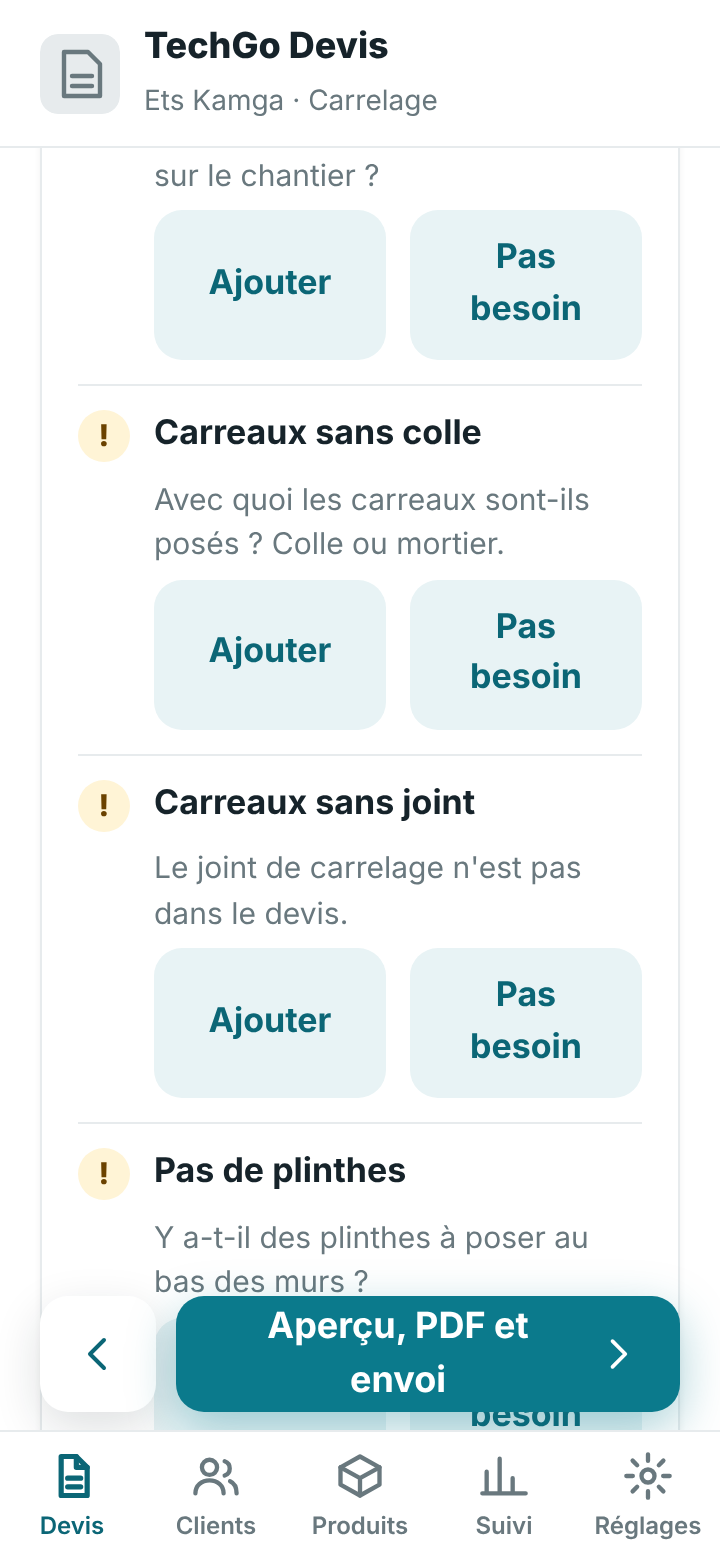 TechGo Devis
Ets Kamga · Carrelage
sur le chantier ?
Ajouter
Pas
besoin
!
Carreaux sans colle
Avec quoi les carreaux sont-ils
posés ? Colle ou mortier.
Ajouter
Pas
besoin
!
Carreaux sans joint
Le joint de carrelage n'est pas
dans le devis.
Ajouter
Pas
besoin
!
Pas de plinthes
Y a-t-il des plinthes à poser au
bas des murs ?
Aperçu, PDF et
envoi
besoin
Devis
Clients
Produits
Suivi
Réglages